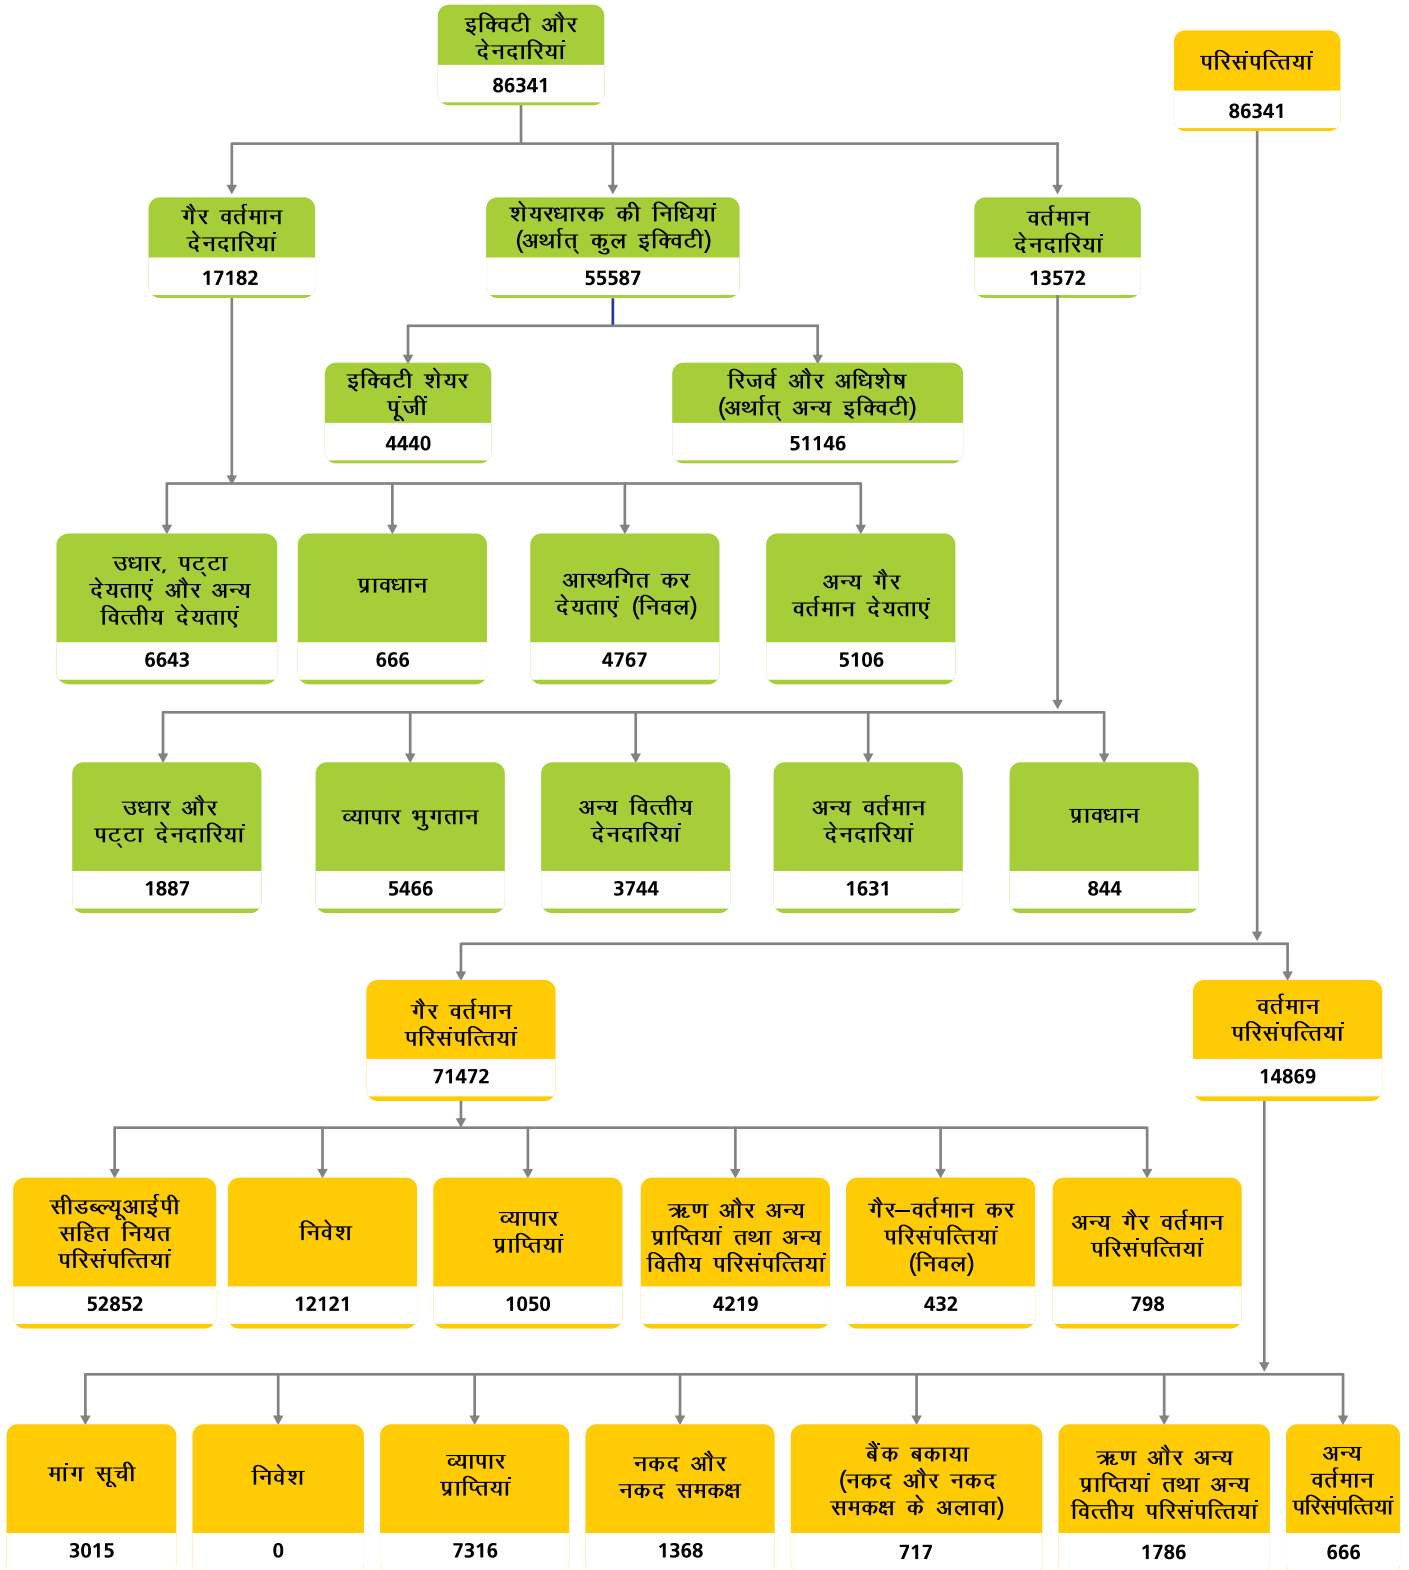 इक्विटी और
देनदारियां
86341
परिसंपत्तियां
86341
गैर वर्तमान
देनदारियां
17182
शेयरधारक की निधियां
(अर्थात् कुल इक्विटी)
55587
वर्तमान
देनदारियां
13572
इक्विटी शेयर
पूंजीं
4440
रिजर्व और अधिशेष
(अर्थात् अन्य इक्विटी)
51146
उधार, पट्टा
देयताएं और अन्य
वित्तीय देयताएं
6643
प्रावधान
666
आस्थगित कर
देयताएं (निवल)
4767
अन्य गैर
वर्तमान देयताएं
5106
उधार और
पट्टा देनदारियां
1887
व्यापार भुगतान
5466
अन्य वित्तीय
देनदारियां
3744
अन्य वर्तमान
देनदारियां
1631
प्रावधान
844
गैर वर्तमान
परिसंपत्तियां
71472
वर्तमान
परिसंपत्तियां
14869
सीडब्ल्यूआईपी
सहित नियत
परिसंपत्तियां
52852
निवेश
12121
व्यापार
प्राप्तियां
1050
ऋण और अन्य
प्राप्तियां तथा अन्य
वितीय परिसंपत्तियां
4219
गैर–वर्तमान कर
परिसंपत्तियां
(निवल)
432
अन्य गैर वर्तमान
परिसंपत्तियां
798
मांग सूची
3015
निवेश
0
व्यापार
प्राप्तियां
7316
नकद और
नकद समकक्ष
1368
बैंक बकाया
(नकद और नकद
समकक्ष के अलावा)
717
ऋण और अन्य
प्राप्तियां तथा अन्य
वित्तीय परिसंपत्तियां
1786
अन्य
वर्तमान
परिसंपत्तियां
666